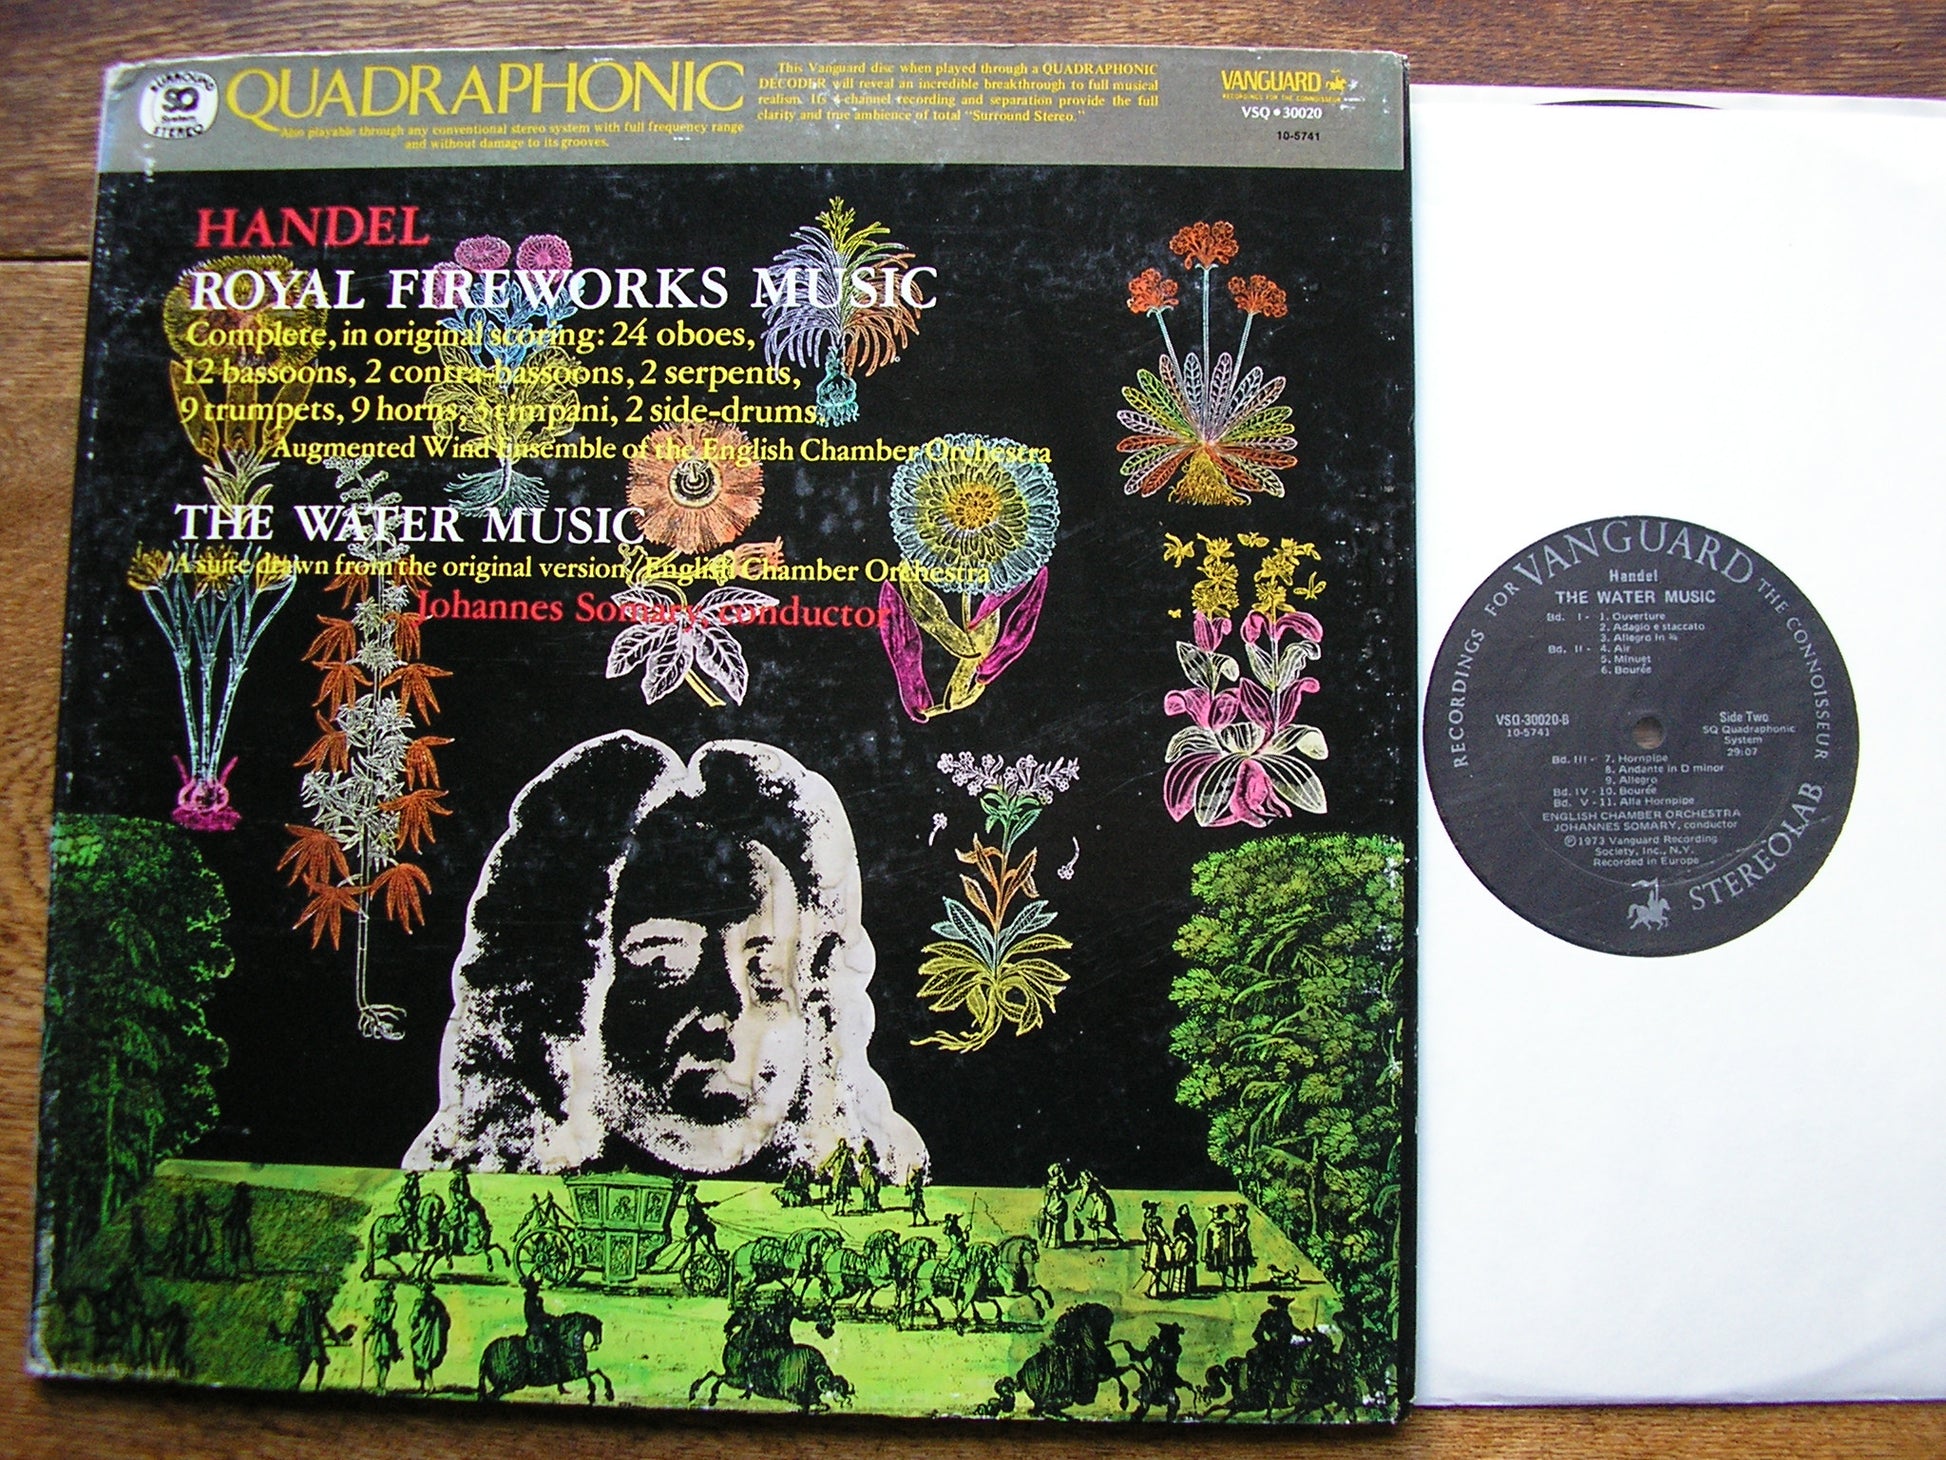 SURROUND
SQ
System
STEREO
QUADRAPHONIC
Also playable through any conventional stereo system with full frequency range
and without damage to its grooves.
This Vanguard disc when played through a QUADRAPHONIC
DECODER will reveal an incredible breakthrough to full musical
realism. Its 4-channel recording and separation provide the full
clarity and true ambience of total "Surround Stereo."
VANGUARD
RECORDINGS FOR THE CONNOISSEUR
VSQ • 30020
10-5741
HANDEL
ROYAL FIREWORKS MUSIC
Complete, in original scoring: 24 oboes,
12 bassoons, 2 contra-bassoons, 2 serpents,
9 trumpets, 9 horns, 3 timpani, 2 side-drums,
Augmented Wind Ensemble of the English Chamber Orchestra
THE WATER MUSIC
A suite drawn from the original version, English Chamber Orchestra
Johannes Somary, conductor
RECORDINGS FOR VANGUARD THE CONNOISSEUR
Handel
THE WATER MUSIC
Bd. I - 1. Ouverture
2. Adagio e staccato
3. Allegro in ¾
Bd. II - 4. Air
5. Minuet
6. Bourée
VSQ-30020-B
10-5741
Side Two
SQ Quadraphonic
System
29:07
Bd. III - 7. Hornpipe
8. Andante in D minor
9. Allegro
Bd. IV - 10. Bourée
Bd. V - 11. Alla Hornpipe
ENGLISH CHAMBER ORCHESTRA
JOHANNES SOMARY, conductor
©1973 Vanguard Recording
Society, Inc., N.Y.
Recorded in Europe
STEREOLAB